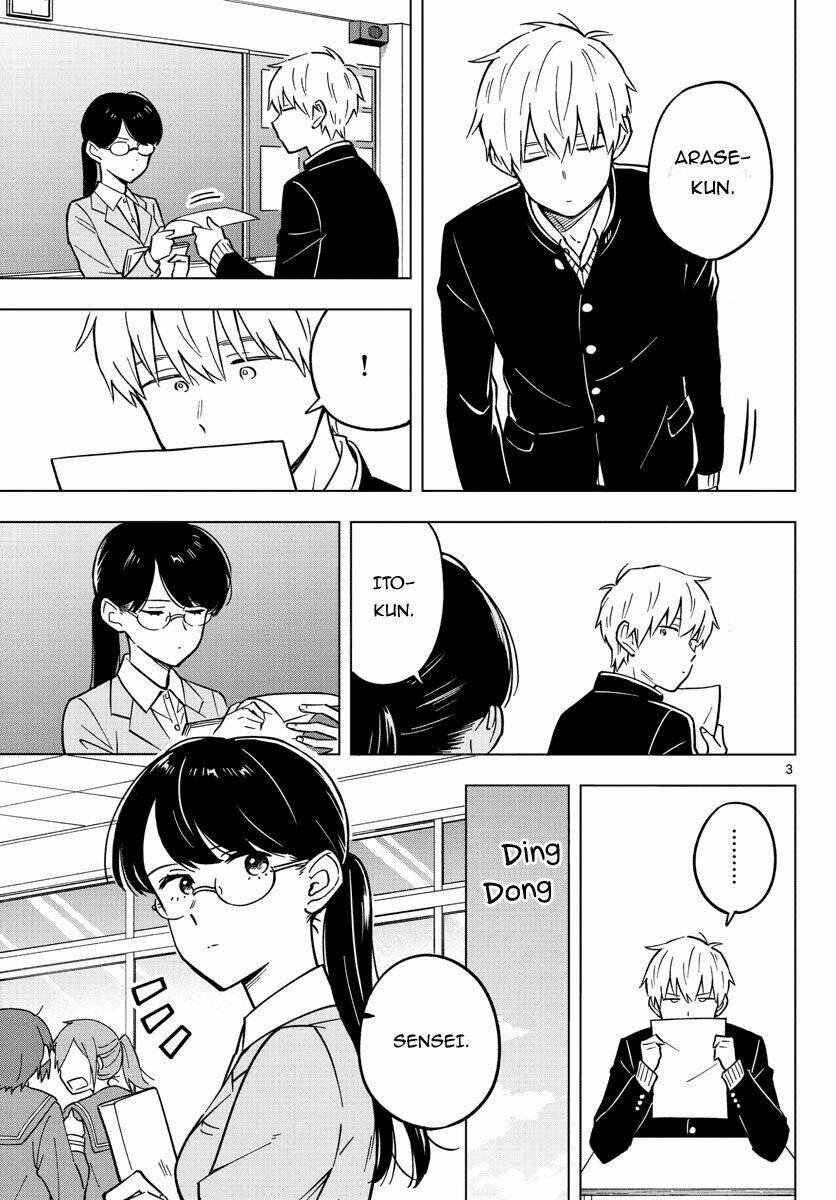 ARASE-
KUN.
!
ITO-
KUN.
3
........
Ding
Dong
SENSEI.